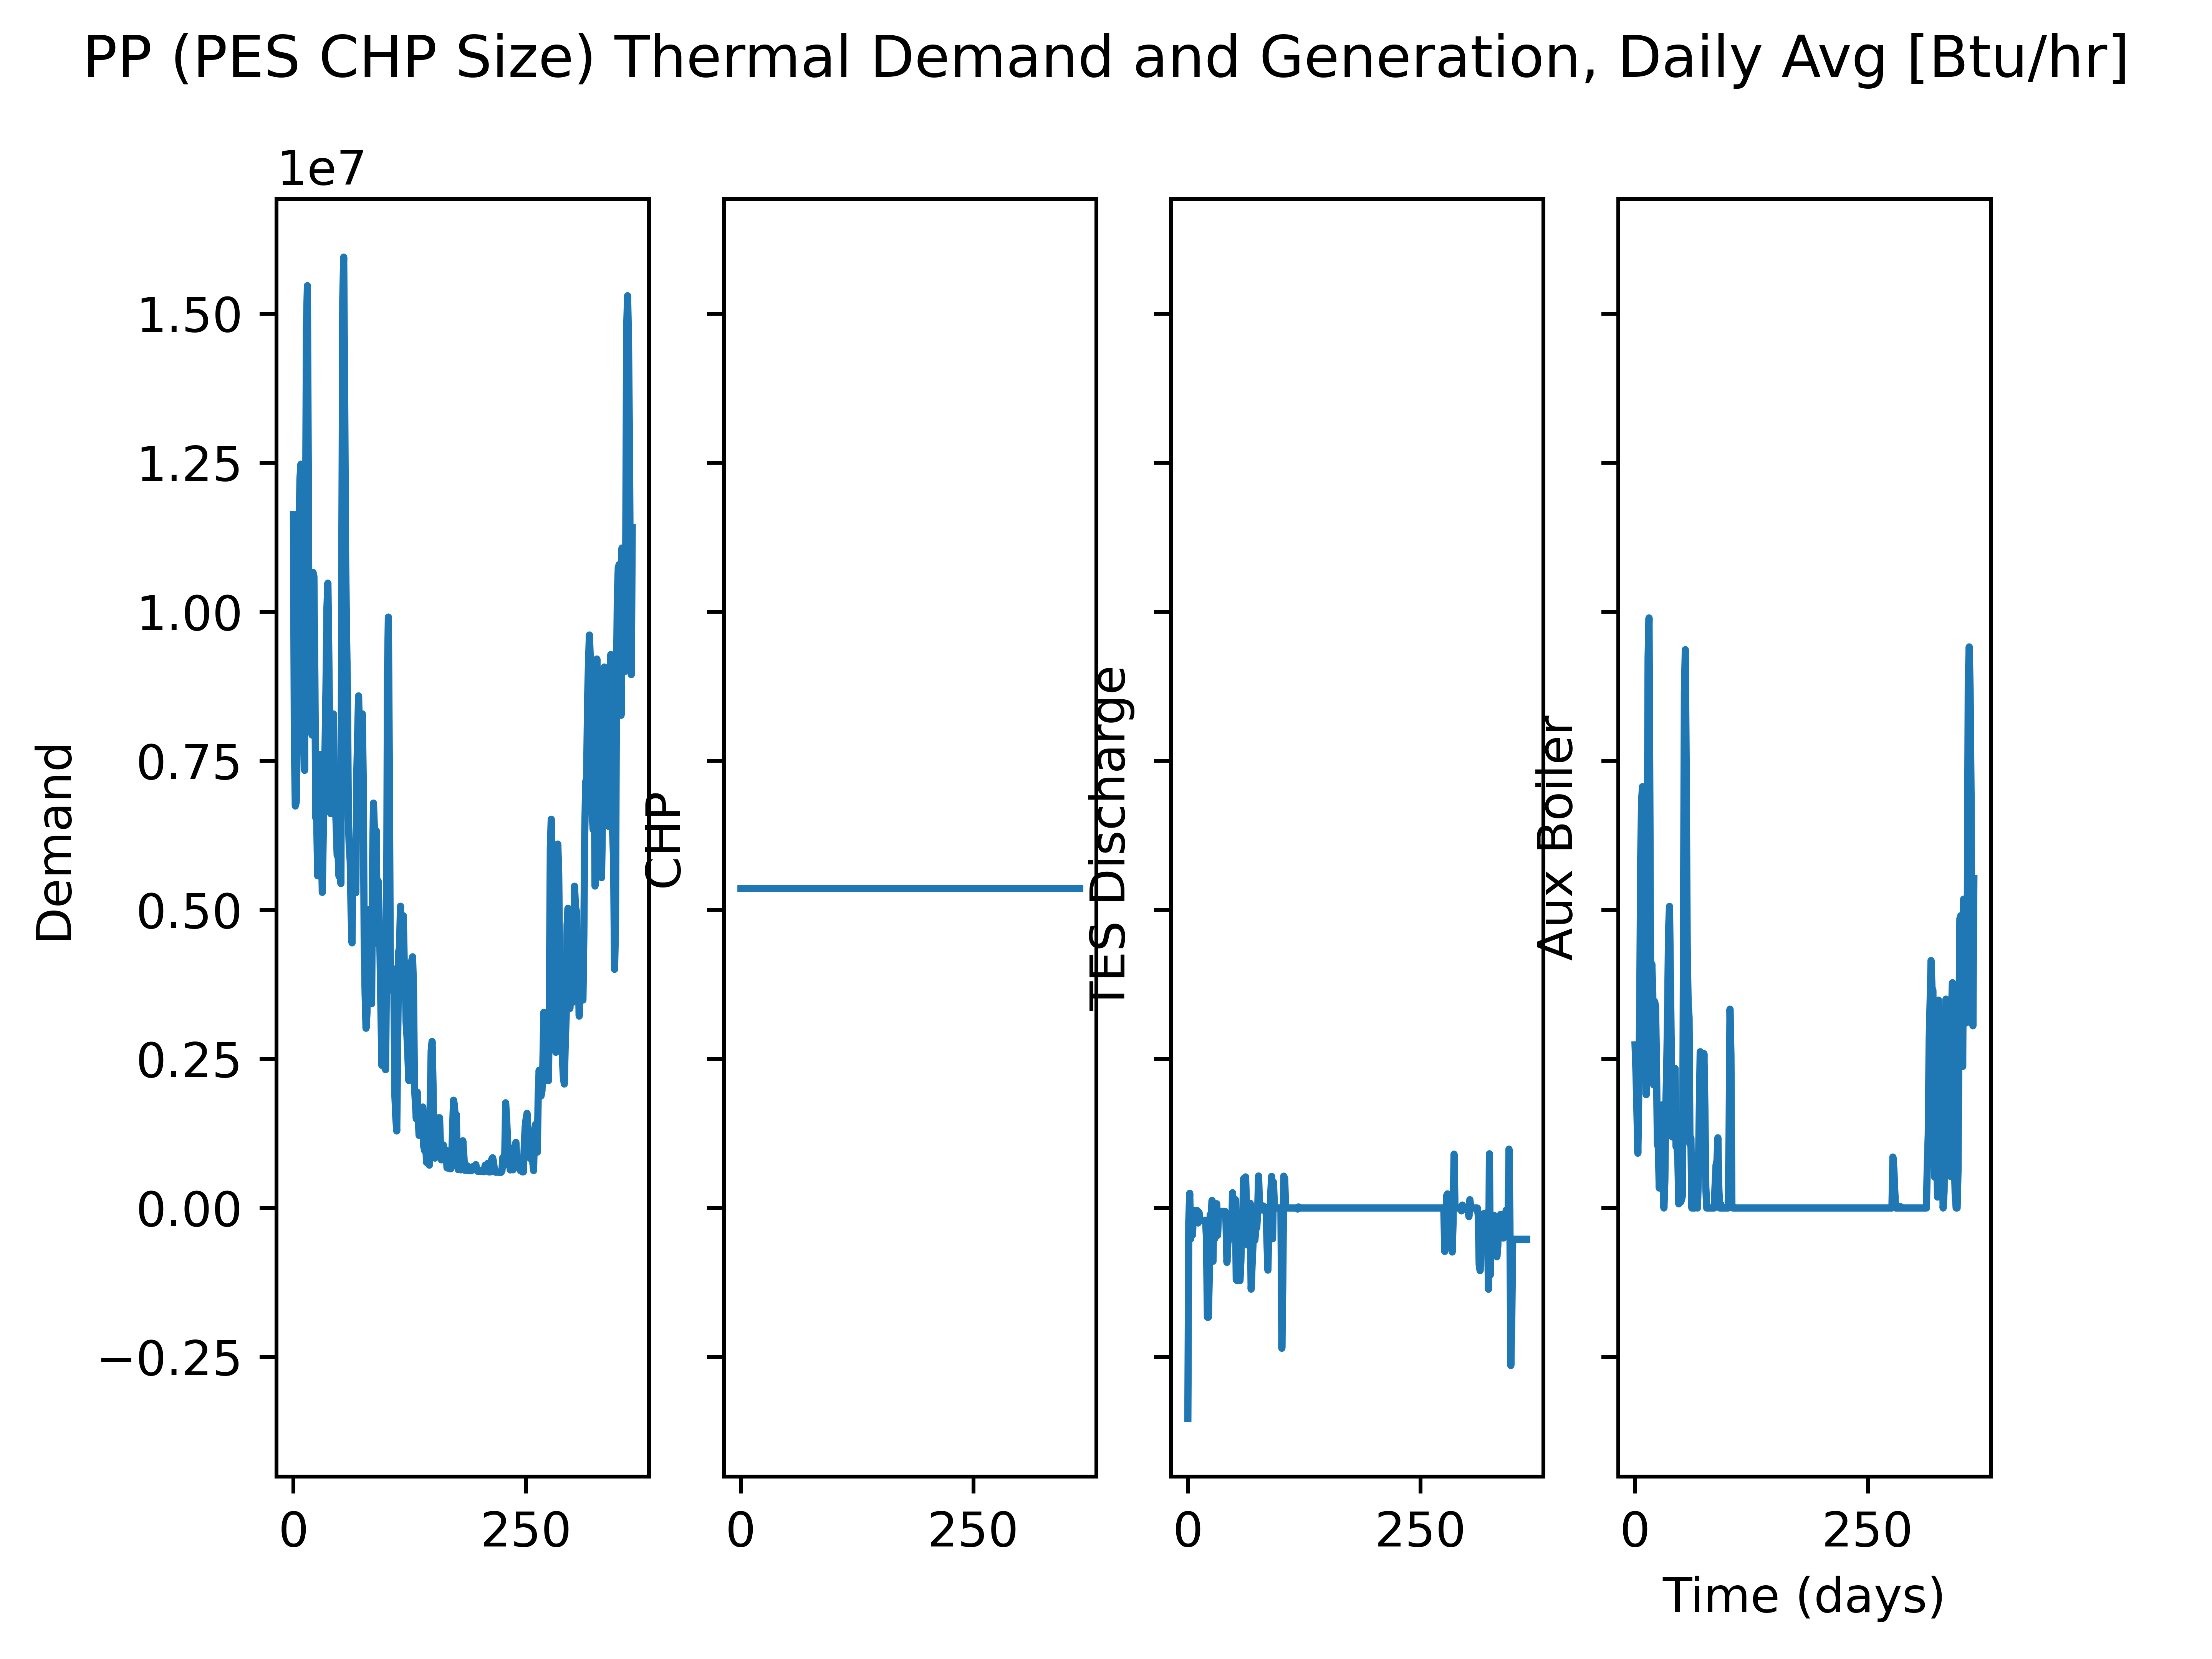 PP (PES CHP Size) Thermal Demand and Generation, Daily Avg [Btu/hr]
1e7
1.50
1.25
1.00
0.75
0.50
0.25
0.00
−0.25
Demand
CHP
TES Discharge
Aux Boiler
0 250 0 250 0 250 0 250
Time (days)